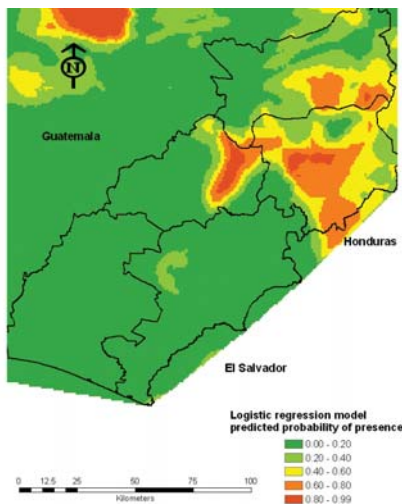 N
Guatemala
Honduras
El Salvador
Logistic regression model
predicted probability of presence
0.00 - 0.20
0.20 - 0.40
0.40 - 0.60
0.60 - 0.80
0.80 - 0.99
0 12.5 25 50 75 100
Kilometers